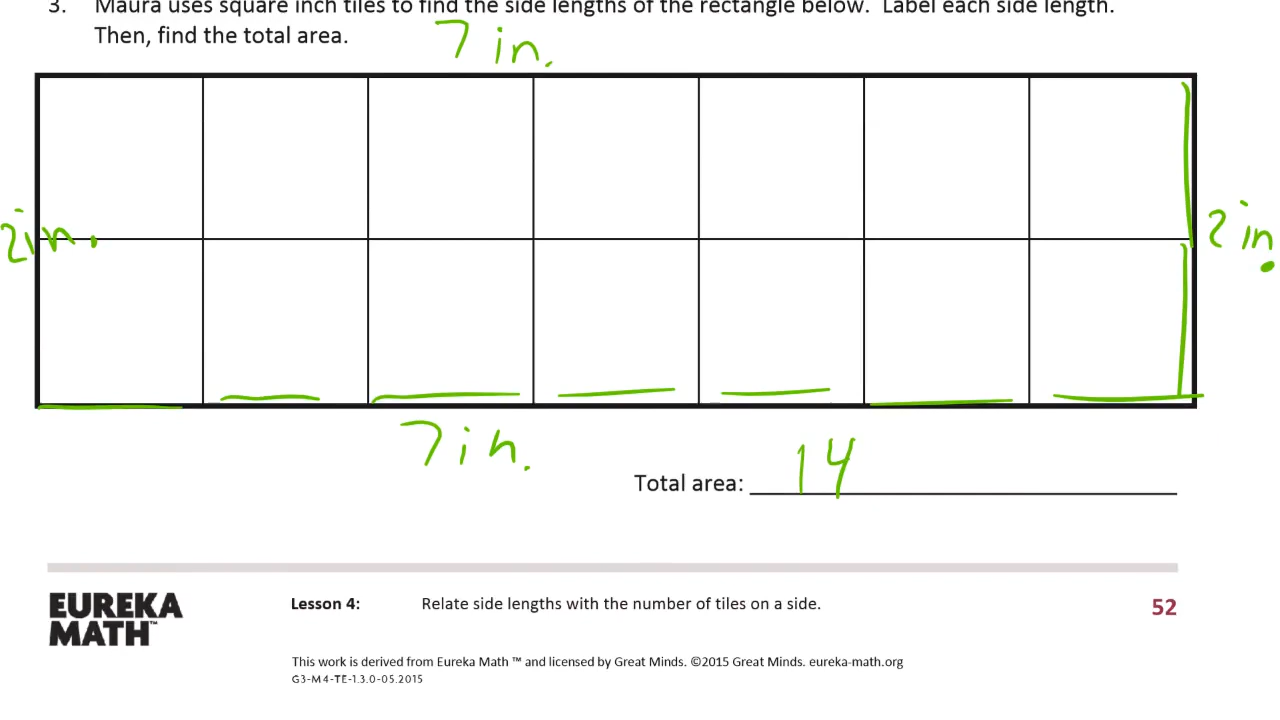 3. Maura uses square inch tiles to find the side lengths of the rectangle below. Label each side length.
Then, find the total area.
7 in.
2in.
2 in.
7 in.
Total area: 14
EUREKA
MATH™
Lesson 4: Relate side lengths with the number of tiles on a side.
52
This work is derived from Eureka Math ™ and licensed by Great Minds. ©2015 Great Minds. eureka-math.org
G3-M4-TE-1.3.0-05.2015